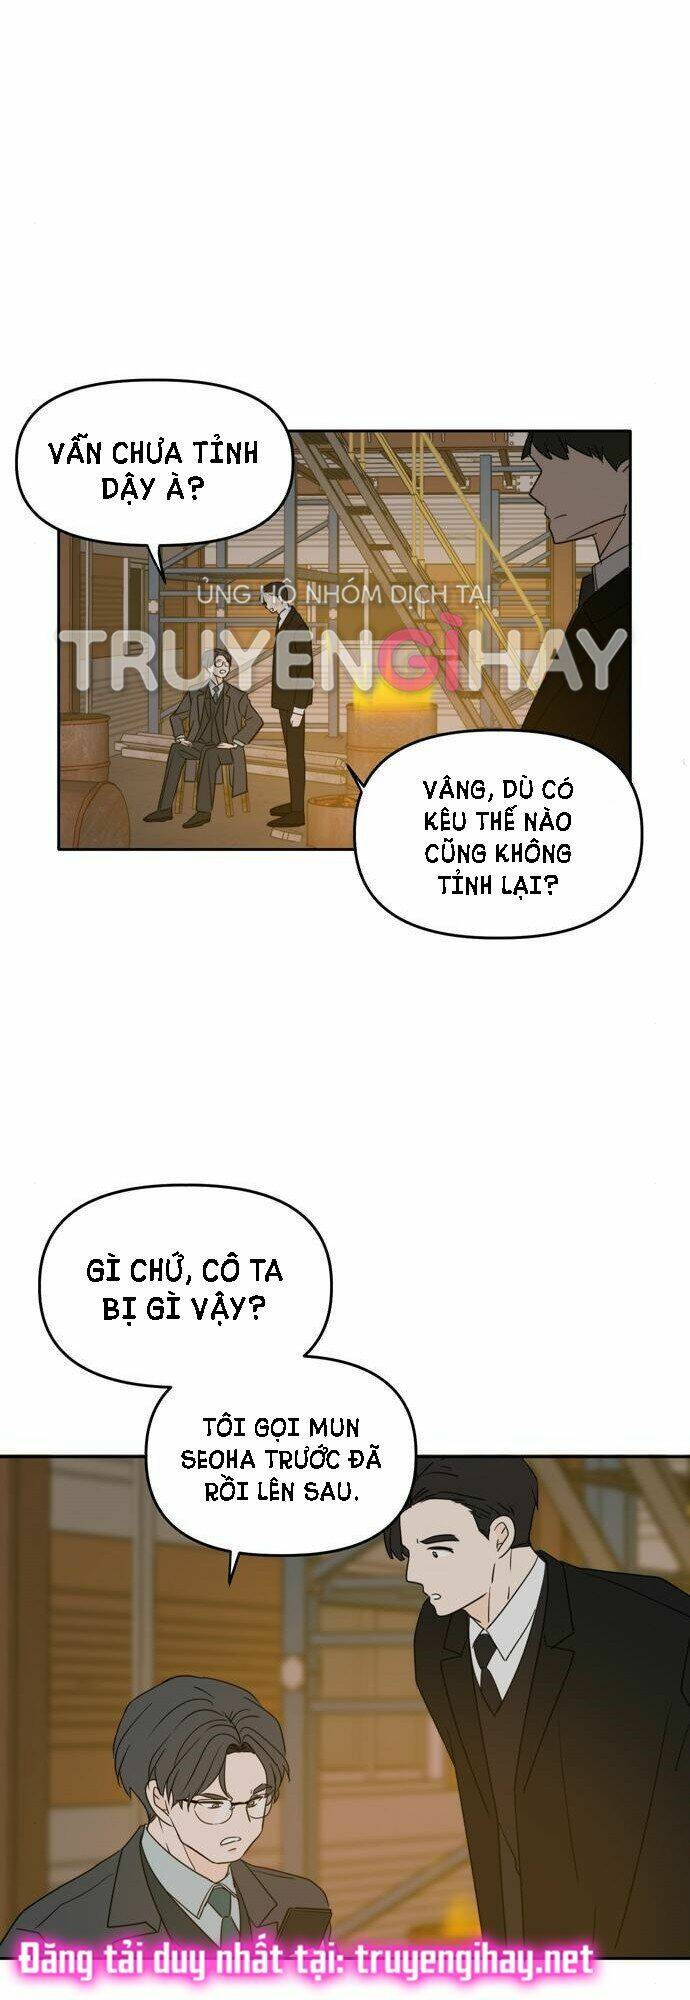 VẪN CHƯA TỈNH
DẬY À?
ỦNG HỘ NHÓM DỊCH TẠI
TRUYENGIHAY
VÂNG, DÙ CÓ
KÊU THẾ NÀO
CŨNG KHÔNG
TỈNH LẠI?
GÌ CHỨ, CÔ TA
BỊ GÌ VẬY?
TÔI GỌI MUN
SEOHA TRƯỚC ĐÃ
RỒI LÊN SAU.
Đăng tải duy nhất tại: truyengihay.net